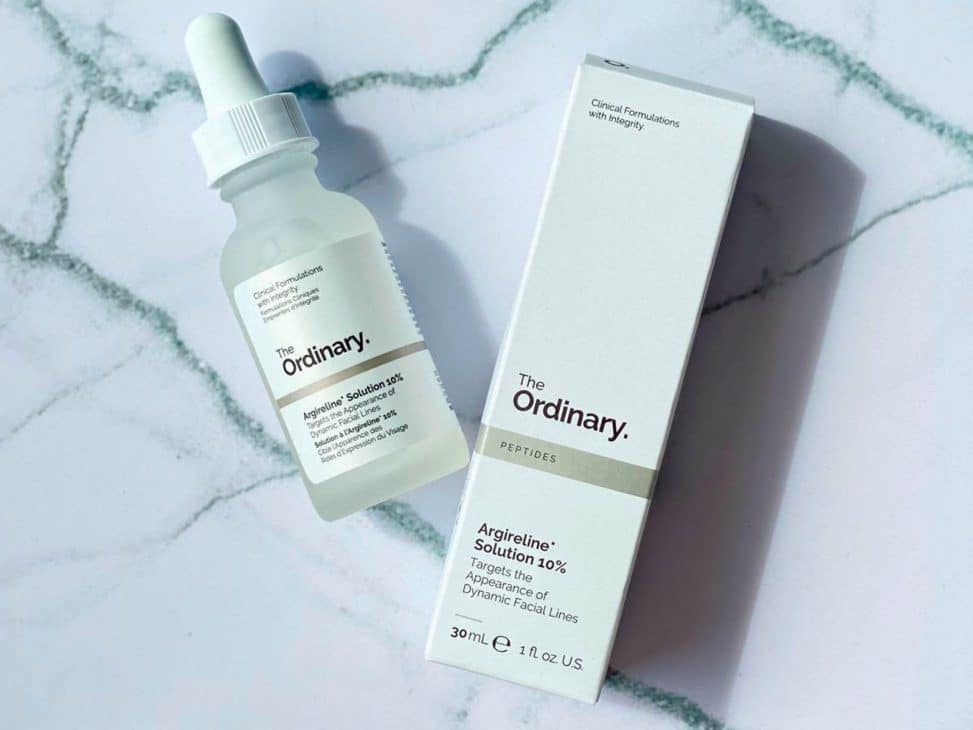 Clinical Formulations
with Integrity.
Formulations Cliniques
Empreintes d'Intégrité.
The
Ordinary.
Argireline* Solution 10%
Targets the Appearance of
Dynamic Facial Lines
Solution à l'Argireline* 10%
Cible l'Apparence des
Rides d'Expression du Visage
Clinical Formulations
with Integrity.
The
Ordinary.
PEPTIDES
Argireline*
Solution 10%
Targets the
Appearance of
Dynamic Facial Lines
30 mL ℮ 1 fl. oz. U.S.